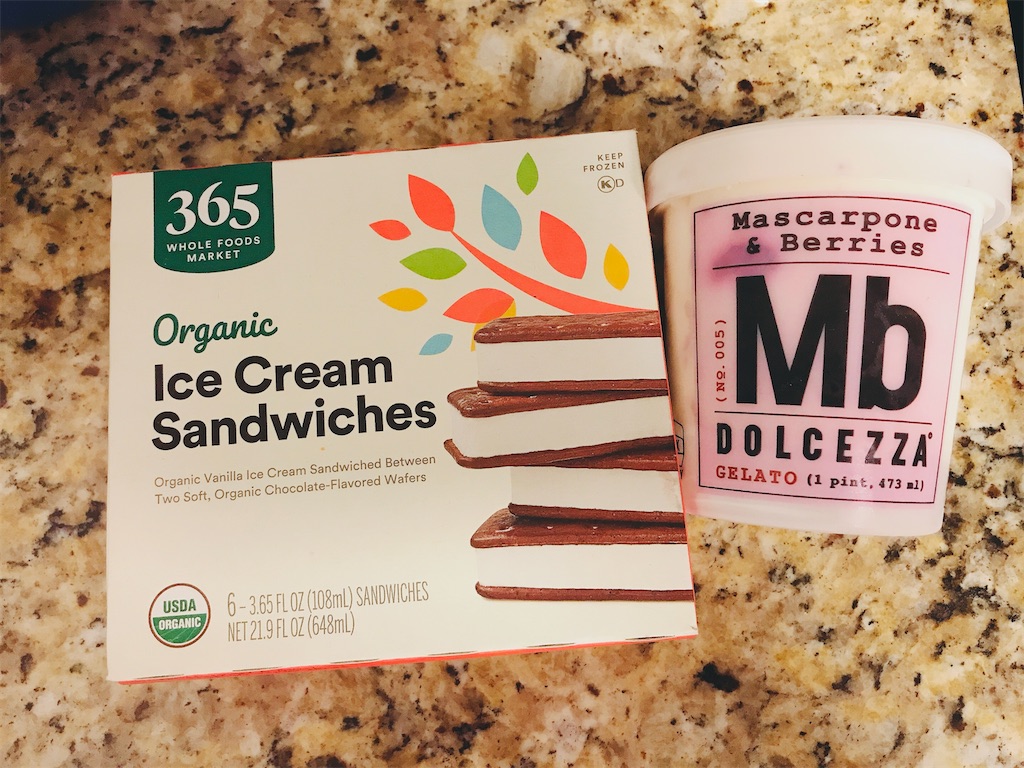 365
WHOLE FOODS
MARKET
KEEP
FROZEN
K D
Organic
Ice Cream
Sandwiches
Organic Vanilla Ice Cream Sandwiched Between
Two Soft, Organic Chocolate-Flavored Wafers
USDA
ORGANIC
6 – 3.65 FL OZ (108mL) SANDWICHES
NET 21.9 FL OZ (648mL)
Mascarpone
& Berries
(No. 005)
Mb
DOLCEZZA
GELATO (1 pint, 473 ml)